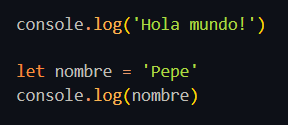 console.log('Hola mundo!')
let nombre = 'Pepe'
console.log(nombre)